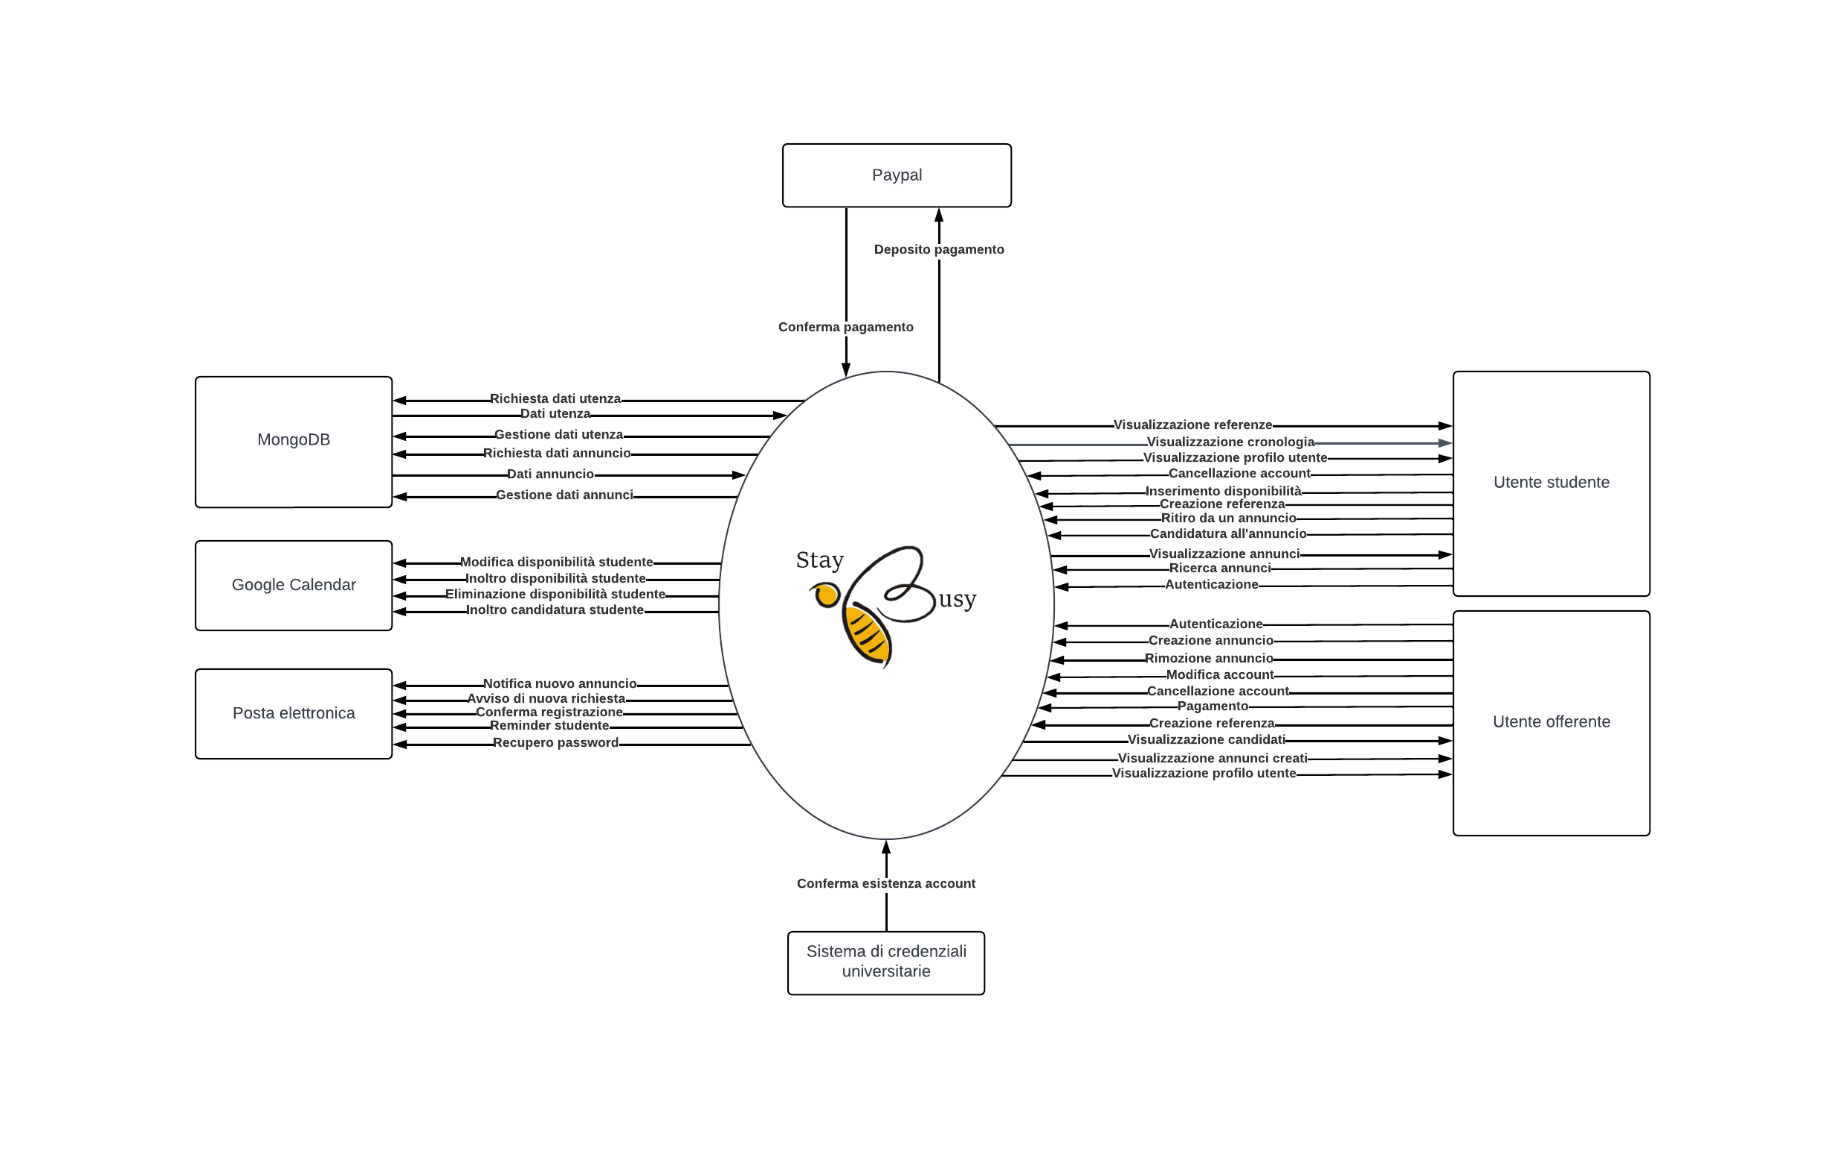 Paypal
Deposito pagamento
Conferma pagamento
MongoDB
Richiesta dati utenza
Dati utenza
Gestione dati utenza
Richiesta dati annuncio
Dati annuncio
Gestione dati annunci
Google Calendar
Modifica disponibilità studente
Inoltro disponibilità studente
Eliminazione disponibilità studente
Inoltro candidatura studente
Posta elettronica
Notifica nuovo annuncio
Avviso di nuova richiesta
Conferma registrazione
Reminder studente
Recupero password
Stay
Busy
Visualizzazione referenze
Visualizzazione cronologia
Visualizzazione profilo utente
Cancellazione account
Inserimento disponibilità
Creazione referenza
Ritiro da un annuncio
Candidatura all'annuncio
Visualizzazione annunci
Ricerca annunci
Autenticazione
Utente studente
Autenticazione
Creazione annuncio
Rimozione annuncio
Modifica account
Cancellazione account
Pagamento
Creazione referenza
Visualizzazione candidati
Visualizzazione annunci creati
Visualizzazione profilo utente
Utente offerente
Conferma esistenza account
Sistema di credenziali
universitarie